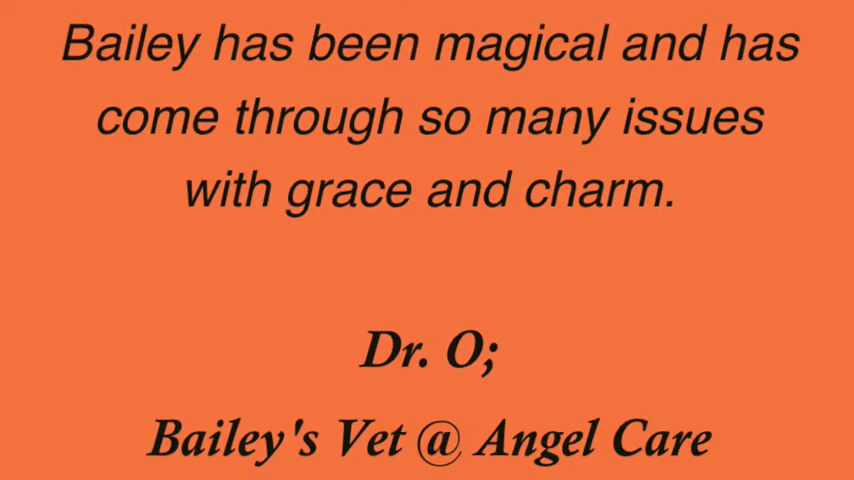 Bailey has been magical and has
come through so many issues
with grace and charm.
Dr. O;
Bailey's Vet @ Angel Care